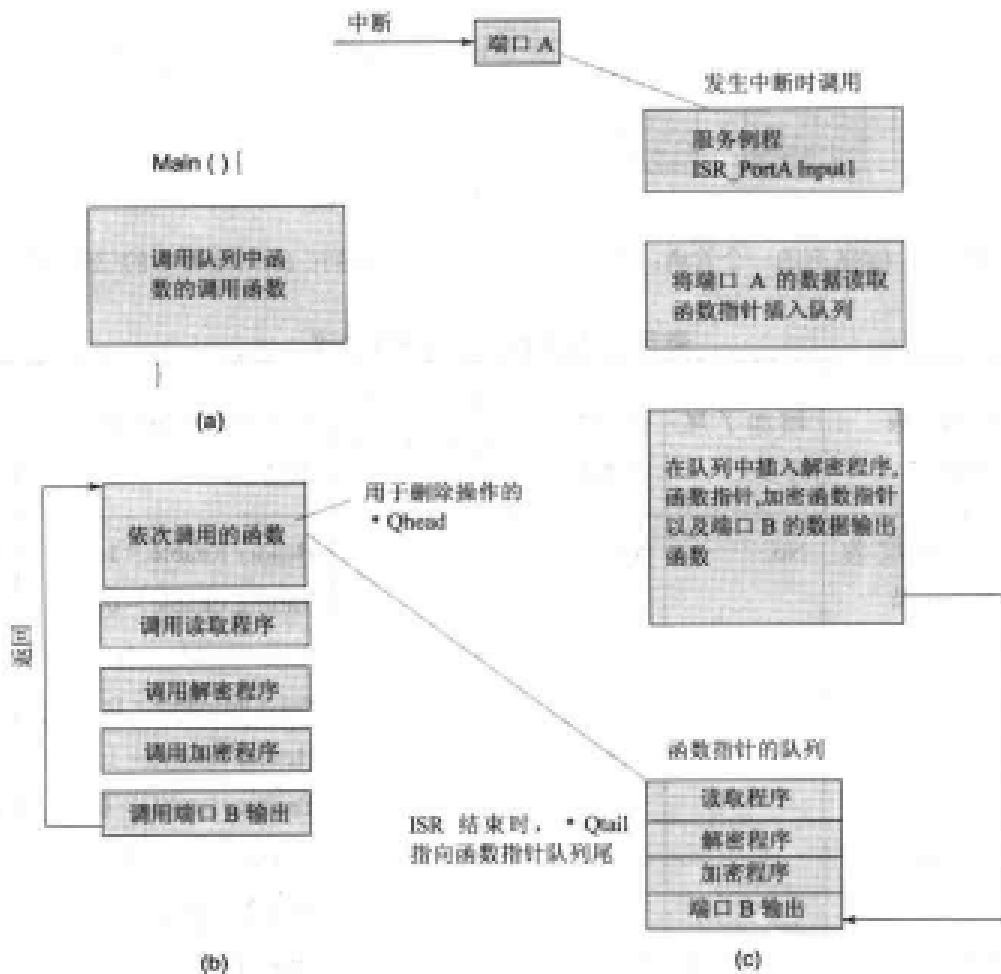 中断
端口 A
发生中断时调用
服务例程
ISR_PortA Input1
Main ( ) {
调用队列中函
数的调用函数
将端口 A 的数据读取
函数指针插入队列
}
(a)
在队列中插入解密程序,
函数指针,加密函数指针
以及端口 B 的数据输出
函数
用于删除操作的
* Qhead
依次调用的函数
返回
调用读取程序
调用解密程序
调用加密程序
调用端口 B 输出
函数指针的队列
读取程序
解密程序
加密程序
端口 B 输出
ISR 结束时, * Qtail
指向函数指针队列尾
(b)
(c)